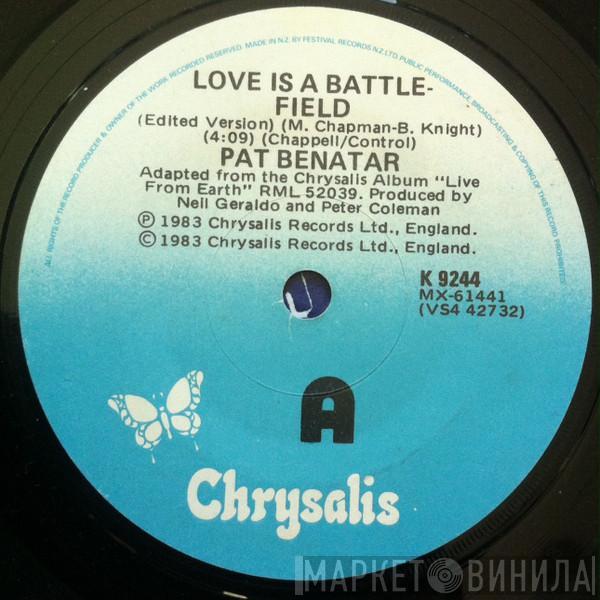 ALL RIGHTS OF THE RECORD PRODUCER & OWNER OF THE WORK RECORDED RESERVED. MADE IN N.Z. BY FESTIVAL RECORDS N.Z. LTD. PUBLIC PERFORMANCE, BROADCASTING & COPYING OF THIS RECORD PROHIBITED
LOVE IS A BATTLE-
FIELD
(Edited Version) (M. Chapman-B. Knight)
(4:09) (Chappell/Control)
PAT BENATAR
Adapted from the Chrysalis Album "Live
From Earth" RML 52039. Produced by
Neil Geraldo and Peter Coleman
Ⓟ 1983 Chrysalis Records Ltd., England.
© 1983 Chrysalis Records Ltd., England.
K 9244
MX-61441
(VS4 42732)
A
Chrysalis
МАРКЕТ ВИНИЛА